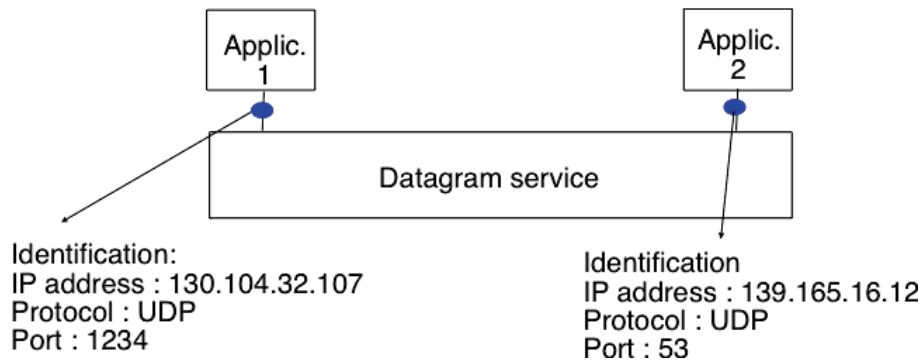 Applic.
1
Applic.
2
Datagram service
Identification:
IP address : 130.104.32.107
Protocol : UDP
Port : 1234
Identification
IP address : 139.165.16.12
Protocol : UDP
Port : 53